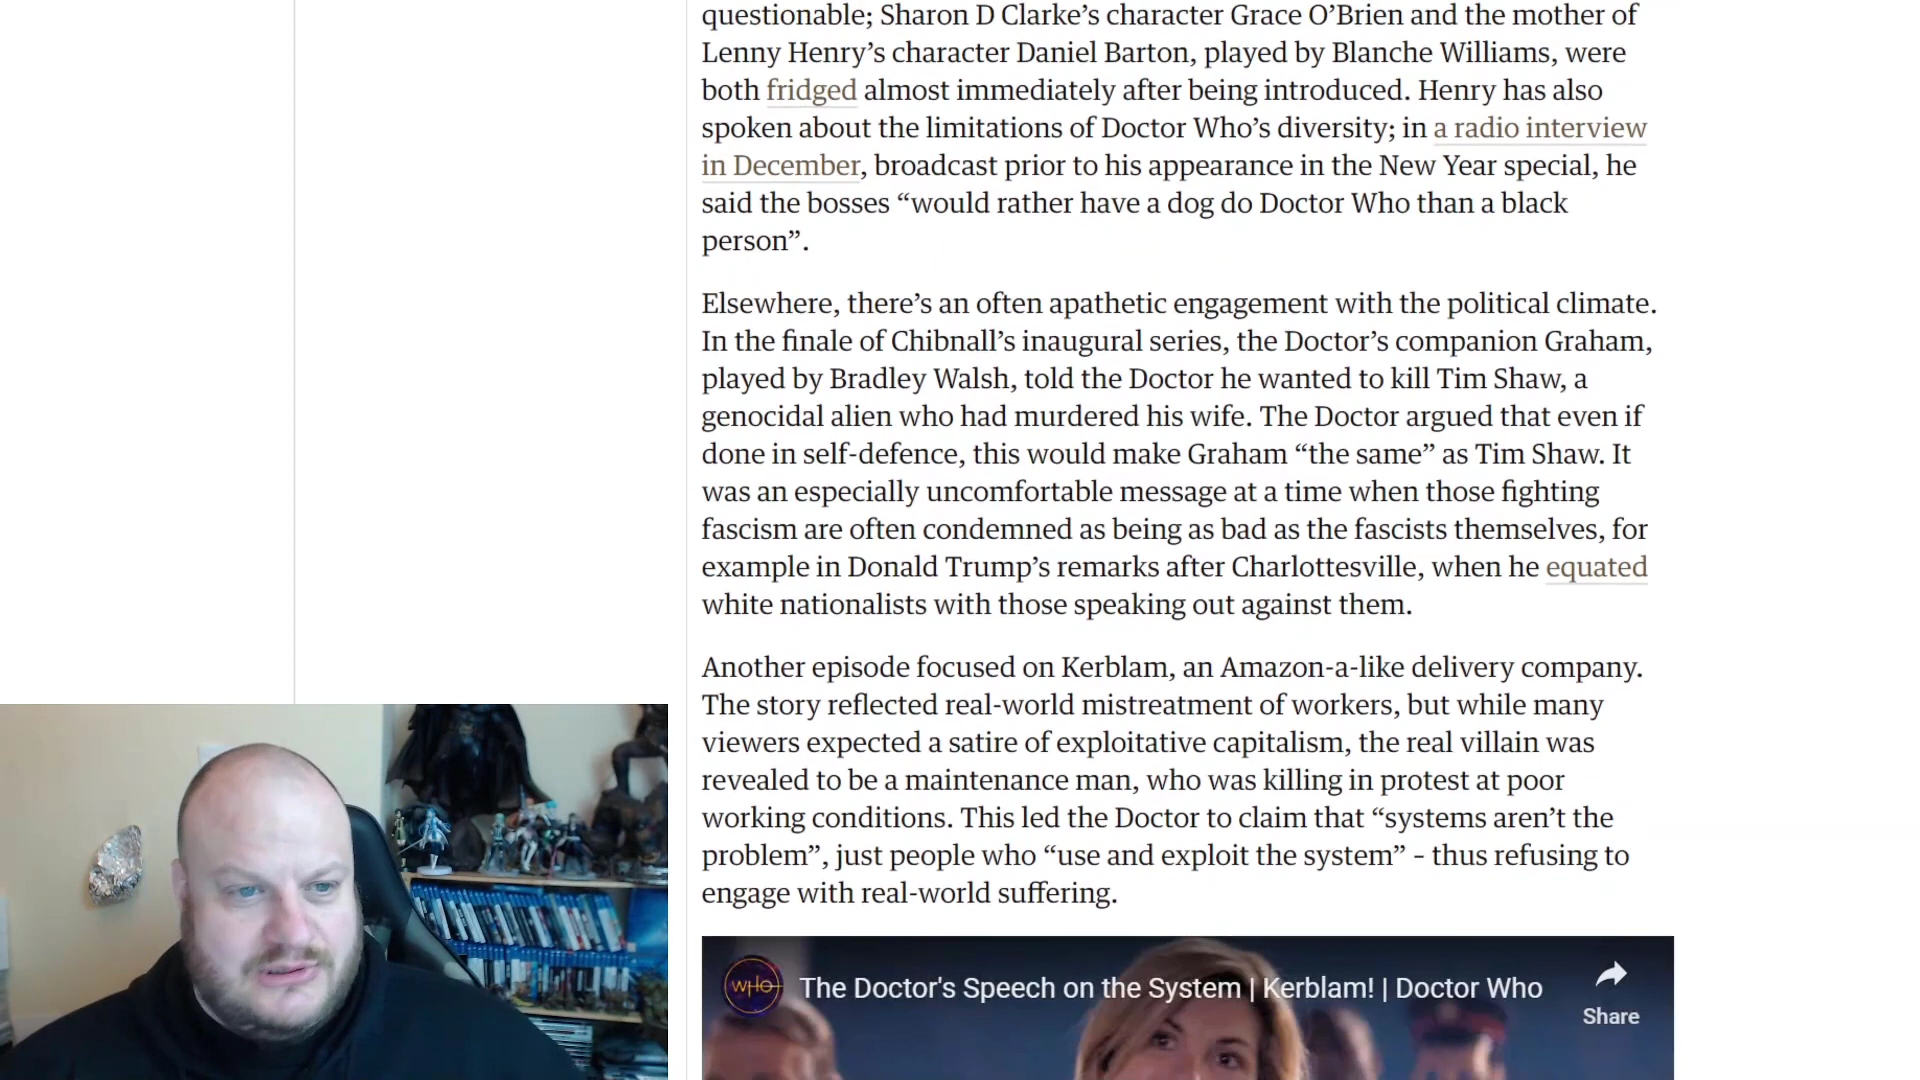 questionable; Sharon D Clarke’s character Grace O’Brien and the mother of
Lenny Henry’s character Daniel Barton, played by Blanche Williams, were
both fridged almost immediately after being introduced. Henry has also
spoken about the limitations of Doctor Who’s diversity; in a radio interview
in December, broadcast prior to his appearance in the New Year special, he
said the bosses “would rather have a dog do Doctor Who than a black
person”.
Elsewhere, there’s an often apathetic engagement with the political climate.
In the finale of Chibnall’s inaugural series, the Doctor’s companion Graham,
played by Bradley Walsh, told the Doctor he wanted to kill Tim Shaw, a
genocidal alien who had murdered his wife. The Doctor argued that even if
done in self-defence, this would make Graham “the same” as Tim Shaw. It
was an especially uncomfortable message at a time when those fighting
fascism are often condemned as being as bad as the fascists themselves, for
example in Donald Trump’s remarks after Charlottesville, when he equated
white nationalists with those speaking out against them.
Another episode focused on Kerblam, an Amazon-a-like delivery company.
The story reflected real-world mistreatment of workers, but while many
viewers expected a satire of exploitative capitalism, the real villain was
revealed to be a maintenance man, who was killing in protest at poor
working conditions. This led the Doctor to claim that “systems aren’t the
problem”, just people who “use and exploit the system” – thus refusing to
engage with real-world suffering.
WHO The Doctor's Speech on the System | Kerblam! | Doctor Who
Share